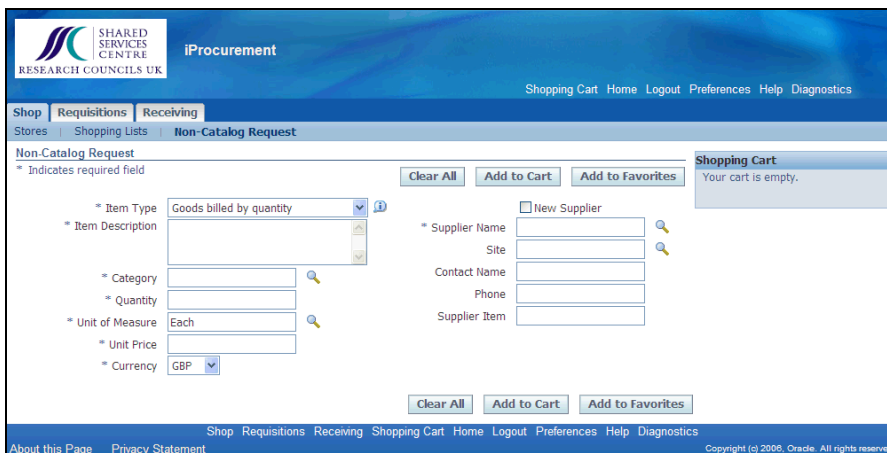 SHARED
SERVICES
CENTRE
RESEARCH COUNCILS UK
iProcurement
Shopping Cart Home Logout Preferences Help Diagnostics
Shop Requisitions Receiving
Stores | Shopping Lists | Non-Catalog Request
Non-Catalog Request
* Indicates required field
Clear All Add to Cart Add to Favorites
Shopping Cart
Your cart is empty.
* Item Type Goods billed by quantity
* Item Description
* Category
* Quantity
* Unit of Measure Each
* Unit Price
* Currency GBP
New Supplier
* Supplier Name
Site
Contact Name
Phone
Supplier Item
Clear All Add to Cart Add to Favorites
Shop Requisitions Receiving Shopping Cart Home Logout Preferences Help Diagnostics
About this Page Privacy Statement Copyright (c) 2006, Oracle. All rights reserve